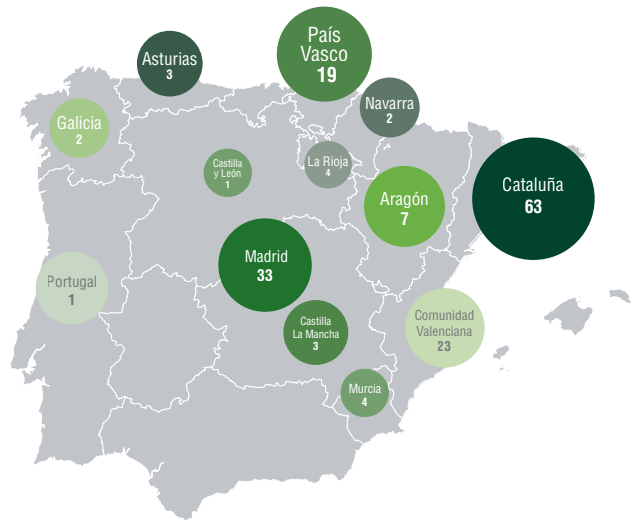 País
Vasco
19
Asturias
3
Navarra
2
Galicia
2
Castilla
y León
1
La Rioja
4
Cataluña
63
Aragón
7
Madrid
33
Portugal
1
Castilla
La Mancha
3
Comunidad
Valenciana
23
Murcia
4